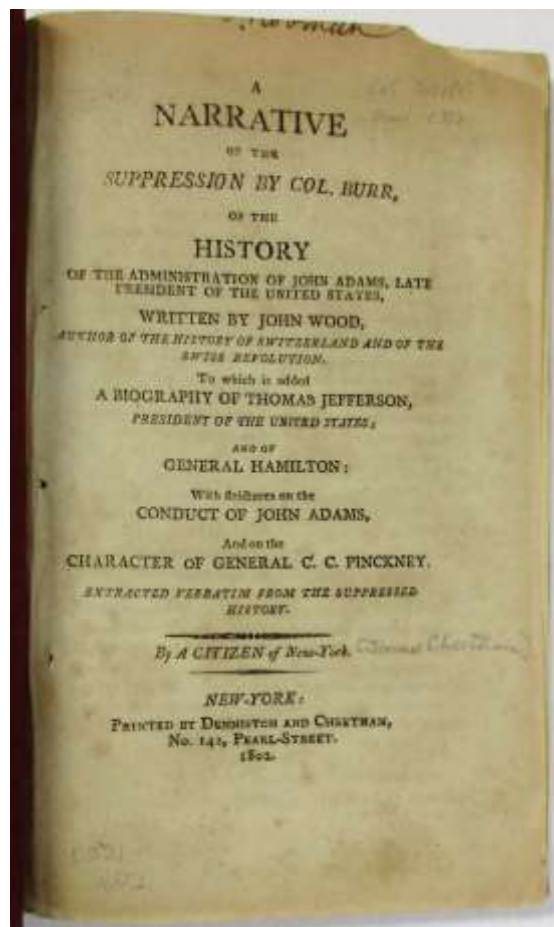 A
NARRATIVE
OF THE
SUPPRESSION BY COL. BURR,
OF THE
HISTORY
OF THE ADMINISTRATION OF JOHN ADAMS, LATE
PRESIDENT OF THE UNITED STATES,
WRITTEN BY JOHN WOOD,
AUTHOR OF THE HISTORY OF SWITZERLAND AND OF THE
SWISS REVOLUTION.
To which is added
A BIOGRAPHY OF THOMAS JEFFERSON,
PRESIDENT OF THE UNITED STATES;
AND OF
GENERAL HAMILTON:
With strictures on the
CONDUCT OF JOHN ADAMS,
And on the
CHARACTER OF GENERAL C. C. PINCKNEY.
EXTRACTED VERBATIM FROM THE SUPPRESSED
HISTORY.
By A CITIZEN of New-York. (James Cheetham)
NEW-YORK:
PRINTED BY DENNISTON AND CHEETHAM,
No. 142, PEARL-STREET.
1802.